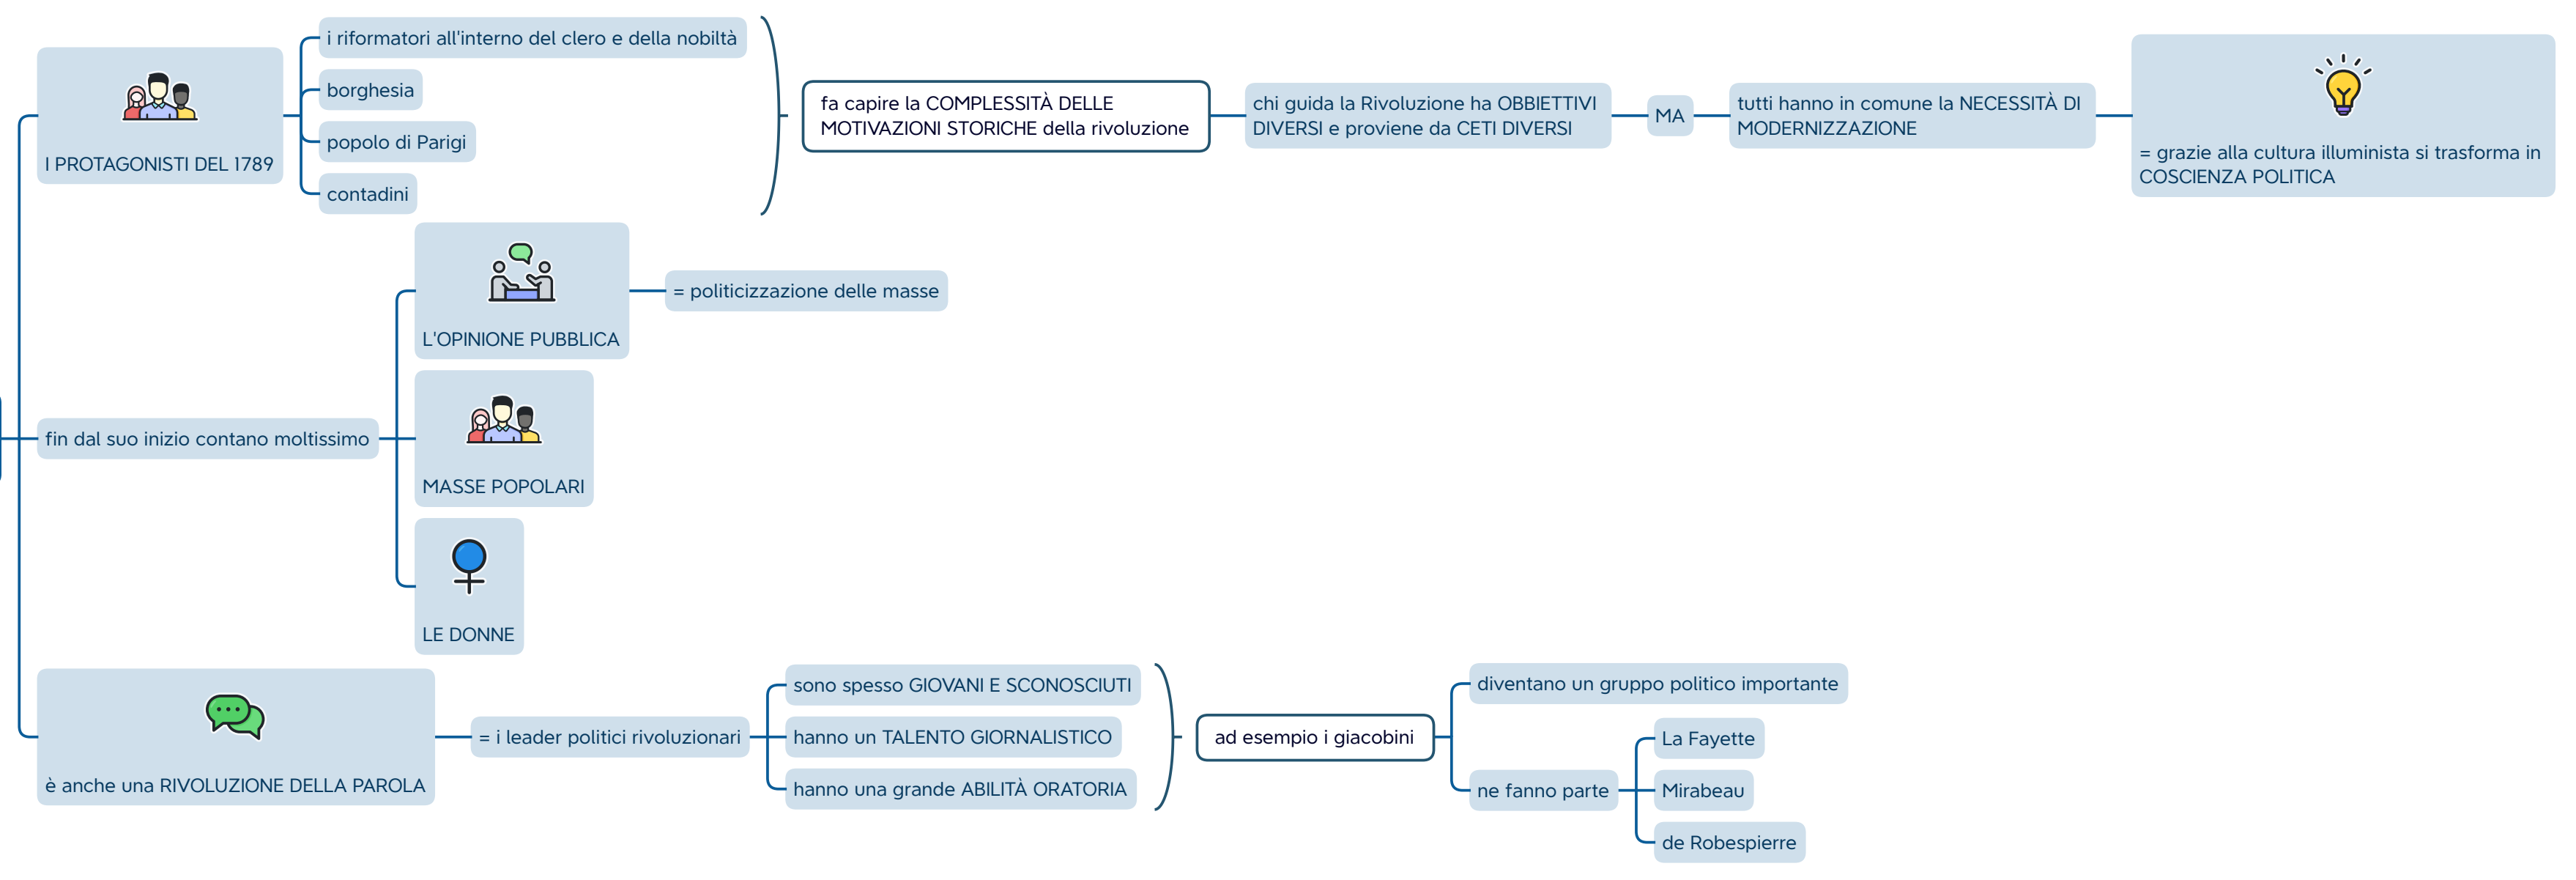 i riformatori all'interno del clero e della nobiltà
borghesia
popolo di Parigi
contadini
I PROTAGONISTI DEL 1789
fa capire la COMPLESSITÀ DELLE
MOTIVAZIONI STORICHE della rivoluzione
chi guida la Rivoluzione ha OBBIETTIVI
DIVERSI e proviene da CETI DIVERSI
MA
tutti hanno in comune la NECESSITÀ DI
MODERNIZZAZIONE
= grazie alla cultura illuminista si trasforma in
COSCIENZA POLITICA
fin dal suo inizio contano moltissimo
L'OPINIONE PUBBLICA
= politicizzazione delle masse
MASSE POPOLARI
LE DONNE
è anche una RIVOLUZIONE DELLA PAROLA
= i leader politici rivoluzionari
sono spesso GIOVANI E SCONOSCIUTI
hanno un TALENTO GIORNALISTICO
hanno una grande ABILITÀ ORATORIA
ad esempio i giacobini
diventano un gruppo politico importante
ne fanno parte
La Fayette
Mirabeau
de Robespierre